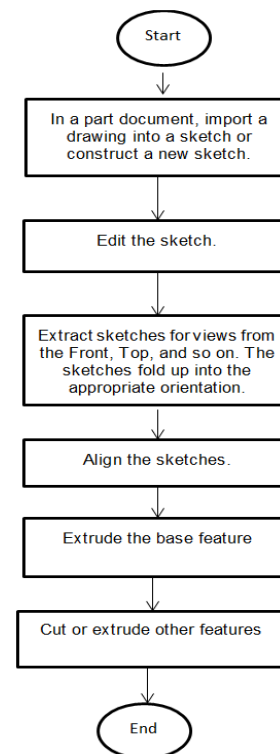 Start
In a part document, import a
drawing into a sketch or
construct a new sketch.
Edit the sketch.
Extract sketches for views from
the Front, Top, and so on. The
sketches fold up into the
appropriate orientation.
Align the sketches.
Extrude the base feature
Cut or extrude other features
End